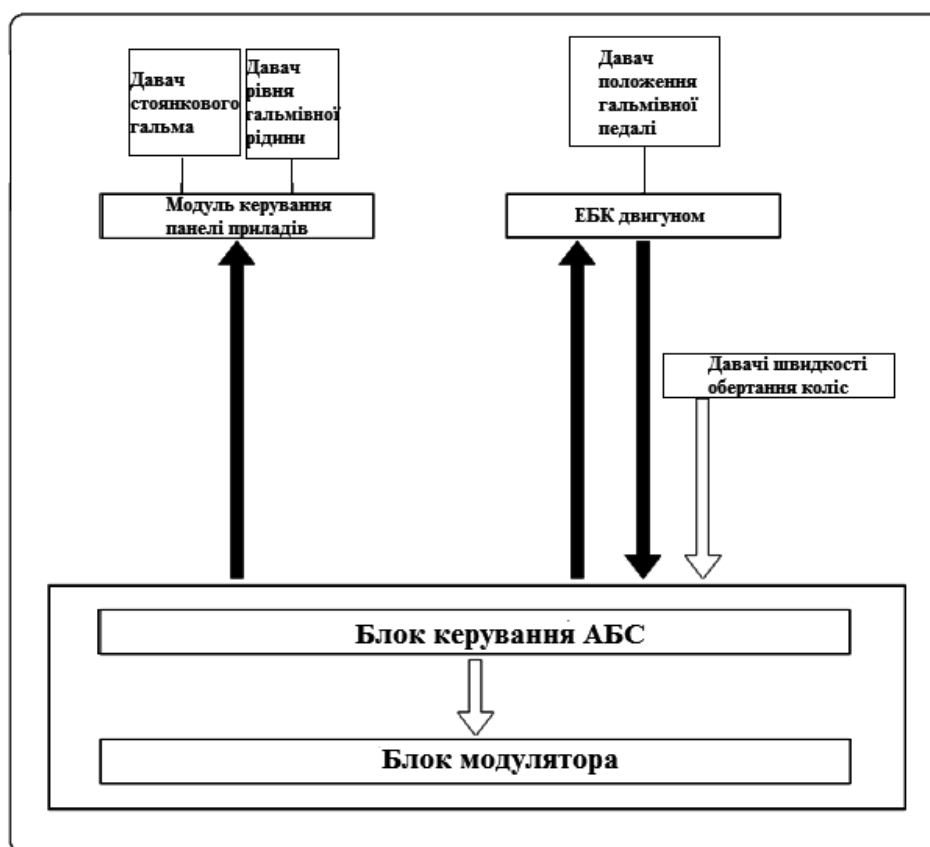 Давач
стоянкового
гальма
Давач
рівня
гальмівної
рідини
Давач
положення
гальмівної
педалі
Модуль керування
панелі приладів
ЕБК двигуном
Давачі швидкості
обертання коліс
Блок керування АБС
Блок модулятора